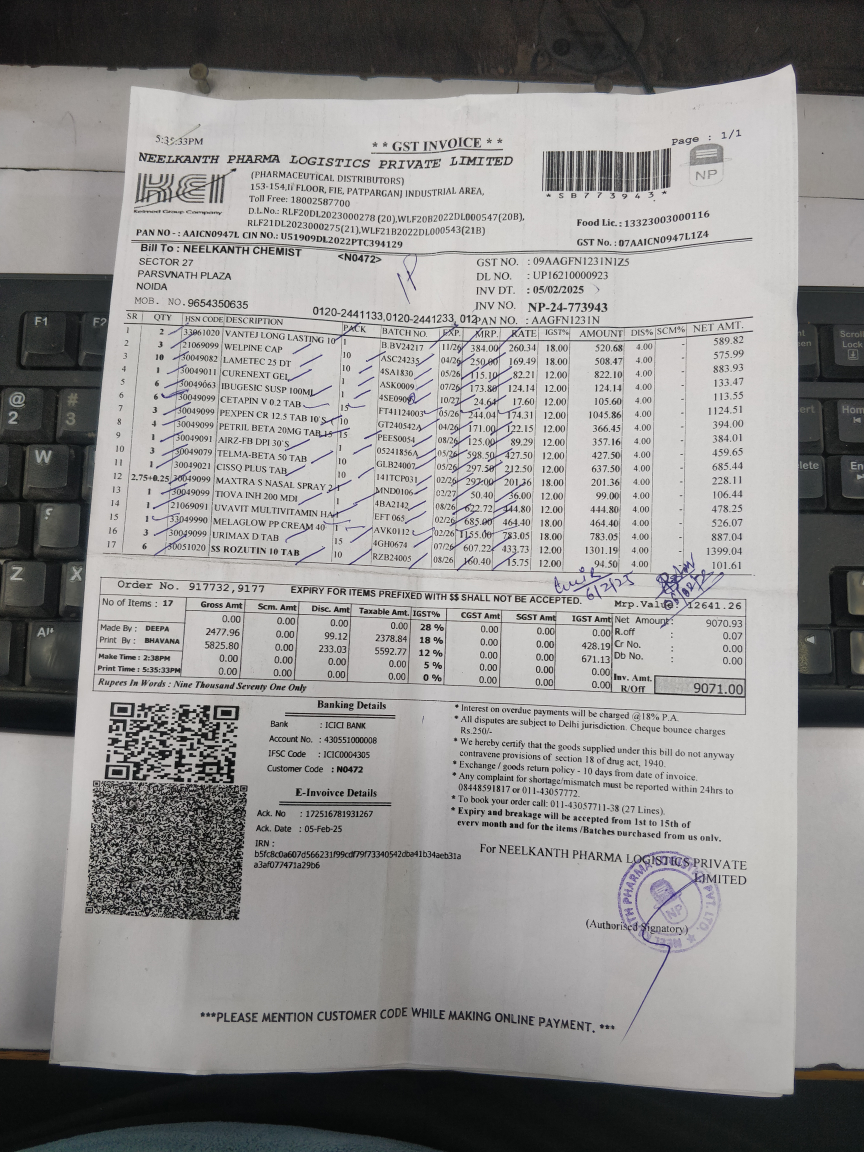 5:35:33PM
** GST INVOICE **
Page : 1/1
NEELKANTH PHARMA LOGISTICS PRIVATE LIMITED
KEI
Keimed Group Company
(PHARMACEUTICAL DISTRIBUTORS)
153-154,Ii FLOOR, FIE, PATPARGANJ INDUSTRIAL AREA,
Toll Free: 18002587700
D.L.No.: RLF20DL2023000278 (20),WLF20B2022DL000547(20B),
RLF21DL2023000275(21),WLF21B2022DL000543(21B)
*SB773943*
NP
Food Lic. : 13323003000116
PAN NO - : AAICN0947L CIN NO.: U51909DL2022PTC394129
GST No. : 07AAICN0947L1Z4
Bill To : NEELKANTH CHEMIST <N0472>
SECTOR 27
PARSVNATH PLAZA
NOIDA
MOB. NO. 9654350635
0120-2441133,0120-2441233, 012
GST NO. : 09AAGFN1231N1Z5
DL NO. : UP16210000923
INV DT. : 05/02/2025
INV NO. NP-24-773943
PAN NO. : AAGFN1231N
SR QTY HSN CODE DESCRIPTION PACK BATCH NO. EXP. MRP. RATE IGST% AMOUNT DIS% SCM% NET AMT.
1 2 33061020 VANTEJ LONG LASTING 10 1 B.BV24217 11/26 384.00 260.34 18.00 520.68 4.00 - 589.82
2 3 21069099 WELPINE CAP 10 ASC24235 04/26 250.00 169.49 18.00 508.47 4.00 - 575.99
3 10 30049082 LAMETEC 25 DT 10 4SA1830 05/26 115.10 82.21 12.00 822.10 4.00 - 883.93
4 1 30049011 CURENEXT GEL 1 ASK0009 07/26 173.80 124.14 12.00 124.14 4.00 - 133.47
5 6 30049063 IBUGESIC SUSP 100ML 1 10/27 24.64 17.60 12.00 105.60 4.00 - 113.55
6 6 30049099 CETAPIN V 0.2 TAB 15 FT41124003 05/26 244.04 174.31 12.00 1045.86 4.00 - 1124.51
7 3 30049099 PEXPEN CR 12.5 TAB 10'S 10 GT240542A 04/26 171.00 122.15 12.00 366.45 4.00 - 394.00
8 4 30049099 PETRIL BETA 20MG TAB 15 15 PEES0054 08/26 125.00 89.29 12.00 357.16 4.00 - 384.01
9 1 30049091 AIRZ-FB DPI 30'S 05241856A 05/26 598.50 427.50 12.00 427.50 4.00 - 459.65
10 3 30049079 TELMA-BETA 50 TAB 10 GLB24007 05/26 297.50 212.50 12.00 637.50 4.00 - 685.44
11 1 30049021 CISSQ PLUS TAB 10 141TCP031 02/26 297.00 201.36 18.00 201.36 4.00 - 228.11
12 2.75+0.25 30049099 MAXTRA S NASAL SPRAY MND0106 02/27 50.40 36.00 12.00 99.00 4.00 - 106.44
13 1 30049099 TIOVA INH 200 MDI 1 4BA2142 08/26 622.72 444.80 12.00 444.80 4.00 - 478.25
14 1 21069091 UVAVIT MULTIVITAMIN EFT 065 02/26 685.00 464.40 18.00 464.40 4.00 - 526.07
15 1 33049990 MELAGLOW PP CREAM 40 1 AVK0112 02/26 1155.00 783.05 18.00 783.05 4.00 - 887.04
16 3 30049099 URIMAX D TAB 15 4GH0674 07/26 607.22 433.73 12.00 1301.19 4.00 - 1399.04
17 6 30051020 $$ ROZUTIN 10 TAB 10 RZB24005 08/26 160.40 15.75 12.00 94.50 4.00 - 101.61
6/2/25
Order No. 917732,9177 EXPIRY FOR ITEMS PREFIXED WITH $$ SHALL NOT BE ACCEPTED. Mrp.Value: 12641.26
No of Items : 17
Made By : DEEPA
Print By : BHAVANA
Make Time : 2:38PM
Print Time : 5:35:33PM
Gross Amt Scm. Amt Disc. Amt Taxable Amt. IGST% CGST Amt SGST Amt IGST Amt
0.00 0.00 0.00 0.00 28 % 0.00 0.00 0.00
2477.96 0.00 99.12 2378.84 18 % 0.00 0.00 428.19
5825.80 0.00 233.03 5592.77 12 % 0.00 0.00 671.13
0.00 0.00 0.00 0.00 5 % 0.00 0.00 0.00
0.00 0.00 0.00 0.00 0 % 0.00 0.00 0.00
Net Amount : 9070.93
R.off : 0.07
Cr No. : 0.00
Db No. : 0.00
Inv. Amt. R/Off 9071.00
Rupees In Words : Nine Thousand Seventy One Only
Banking Details
Bank : ICICI BANK
Account No. : 430551000008
IFSC Code : ICIC0004305
Customer Code : N0472
E-Involvce Details
Ack. No : 172516781931267
Ack. Date : 05-Feb-25
IRN :
b5fc8c0a607d566231f99cdf79f73340542dba41b34aeb31a
a3af077471a29b6
* Interest on overdue payments will be charged @18% P.A.
* All disputes are subject to Delhi jurisdiction. Cheque bounce charges
Rs.250/-
* We hereby certify that the goods supplied under this bill do not anyway
contravene provisions of section 18 of drug act, 1940.
* Exchange / goods return policy - 10 days from date of invoice.
* Any complaint for shortage/mismatch must be reported within 24hrs to
08448591817 or 011-43057772.
* To book your order call: 011-43057711-38 (27 Lines).
* Expiry and breakage will be accepted from 1st to 15th of
every month and for the items /Batches purchased from us only.
For NEELKANTH PHARMA LOGISTICS PRIVATE
LIMITED
NP
(Authorised Signatory)
***PLEASE MENTION CUSTOMER CODE WHILE MAKING ONLINE PAYMENT. ***
F1
F2
@
2
#
3
W
Z
X
Alt
Home
Scroll
Lock